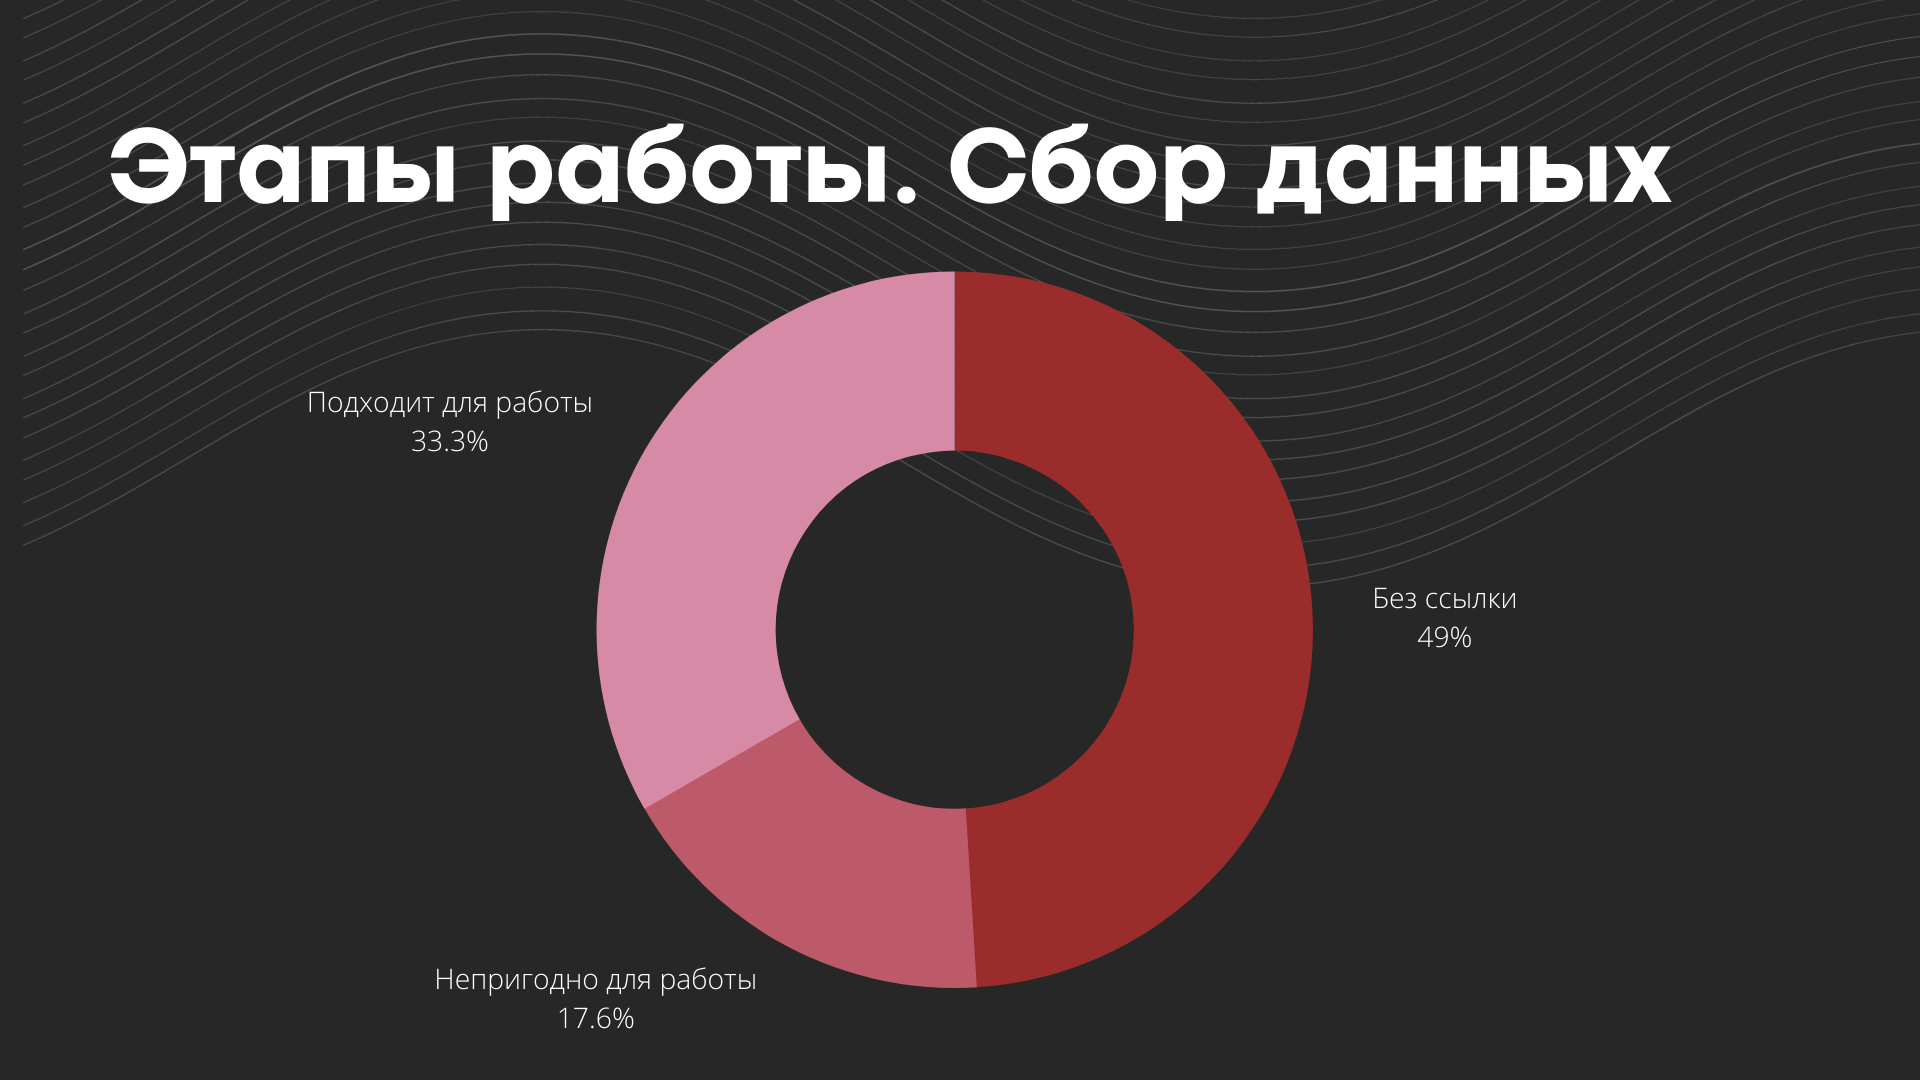 Этапы работы. Сбор данных
Подходит для работы
33.3%
Без ссылки
49%
Непригодно для работы
17.6%